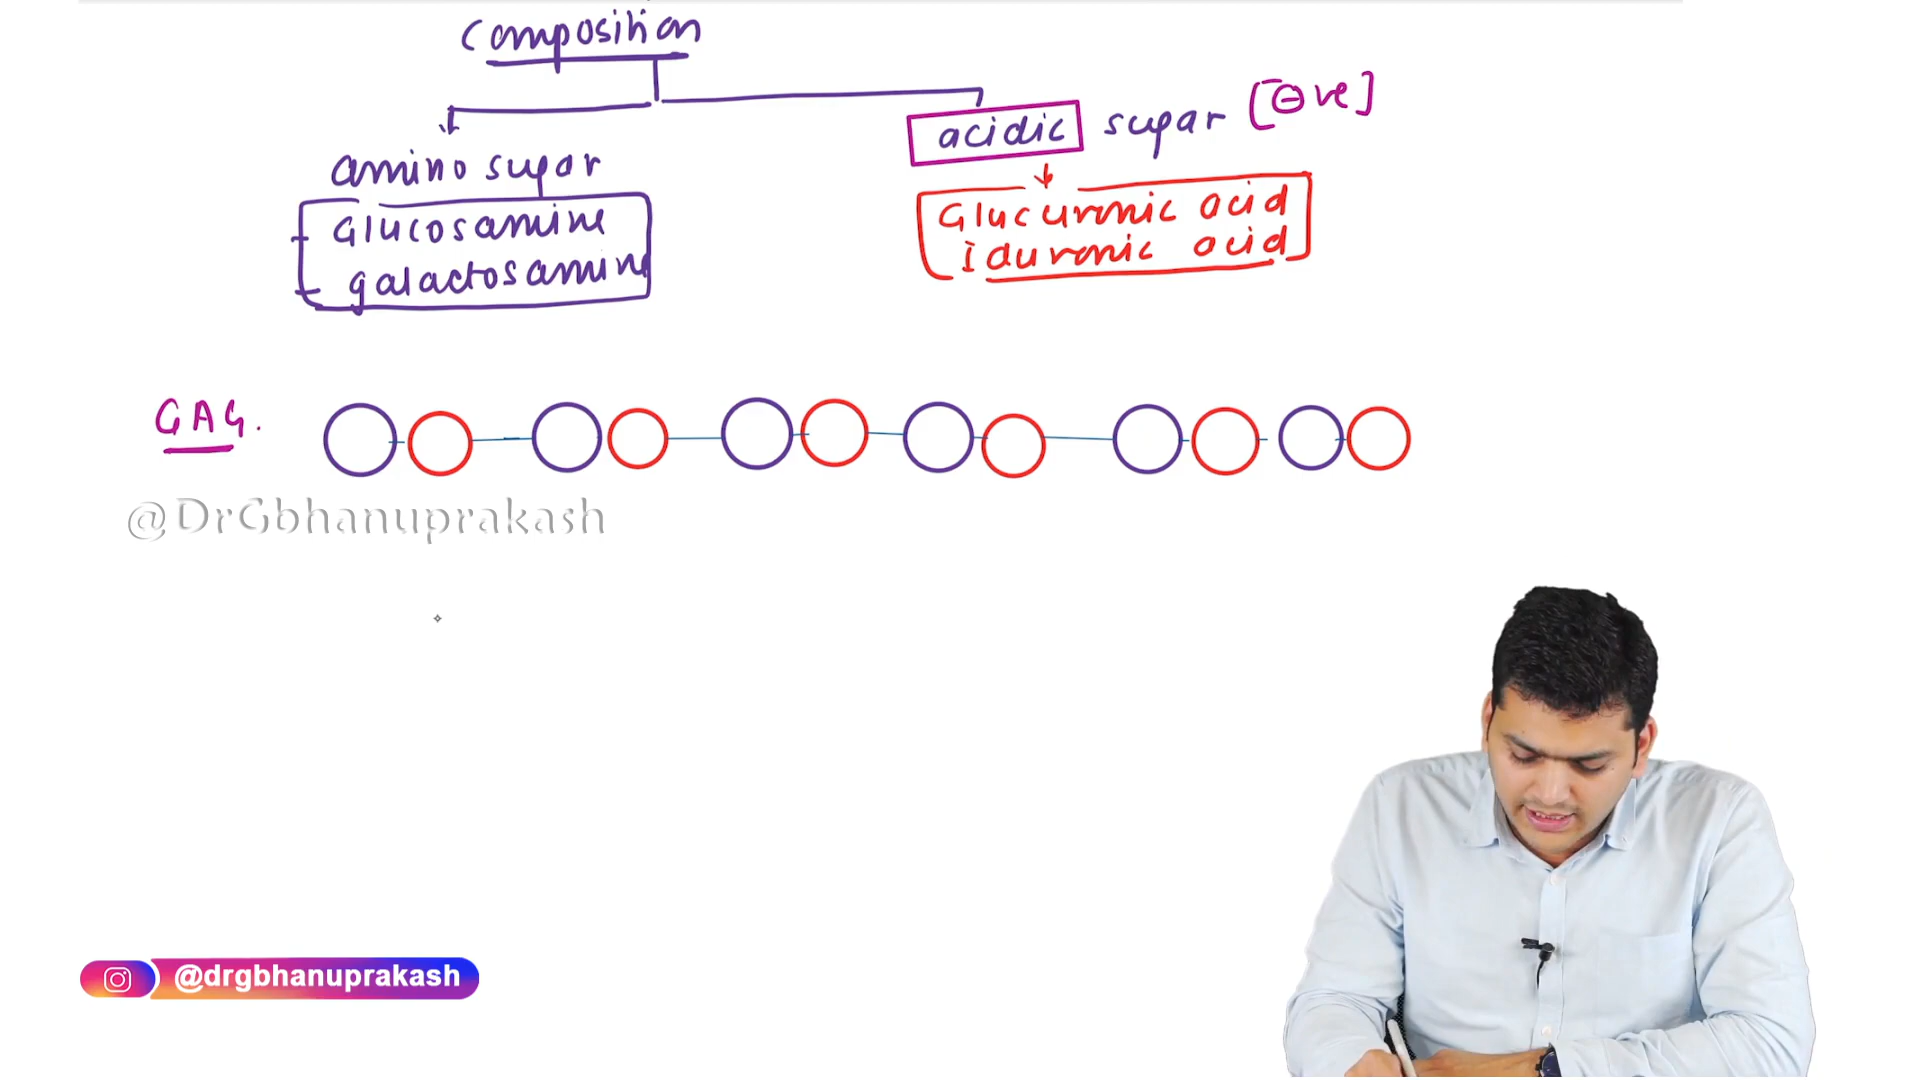 Composition
acidic sugar [⊖ve]
amino sugar
Glucosamine
galactosamine
Glucuronic acid
Iduronic acid
GAG.
@DrGbhanuprakash
@drgbhanuprakash